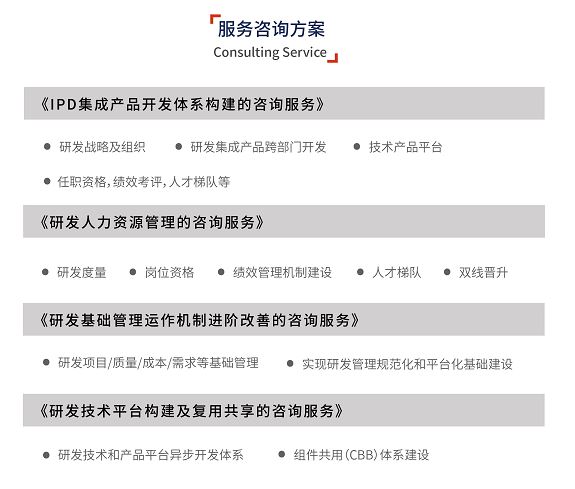 服务咨询方案
Consulting Service
《IPD集成产品开发体系构建的咨询服务》
● 研发战略及组织 ● 研发集成产品跨部门开发 ● 技术产品平台
● 任职资格，绩效考评，人才梯队等
《研发人力资源管理的咨询服务》
● 研发度量 ● 岗位资格 ● 绩效管理机制建设 ● 人才梯队 ● 双线晋升
《研发基础管理运作机制进阶改善的咨询服务》
● 研发项目/质量/成本/需求等基础管理 ● 实现研发管理规范化和平台化基础建设
《研发技术平台构建及复用共享的咨询服务》
● 研发技术和产品平台异步开发体系 ● 组件共用（CBB）体系建设